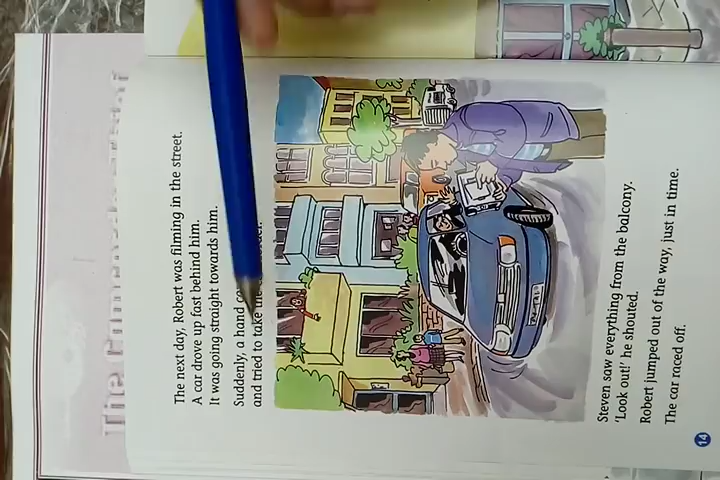 The next day, Robert was filming in the street.
A car drove up fast behind him.
It was going straight towards him.
Suddenly, a hand
and tried to take
Steven saw everything from the balcony.
'Look out!' he shouted.
Robert jumped out of the way, just in time.
The car raced off.
14